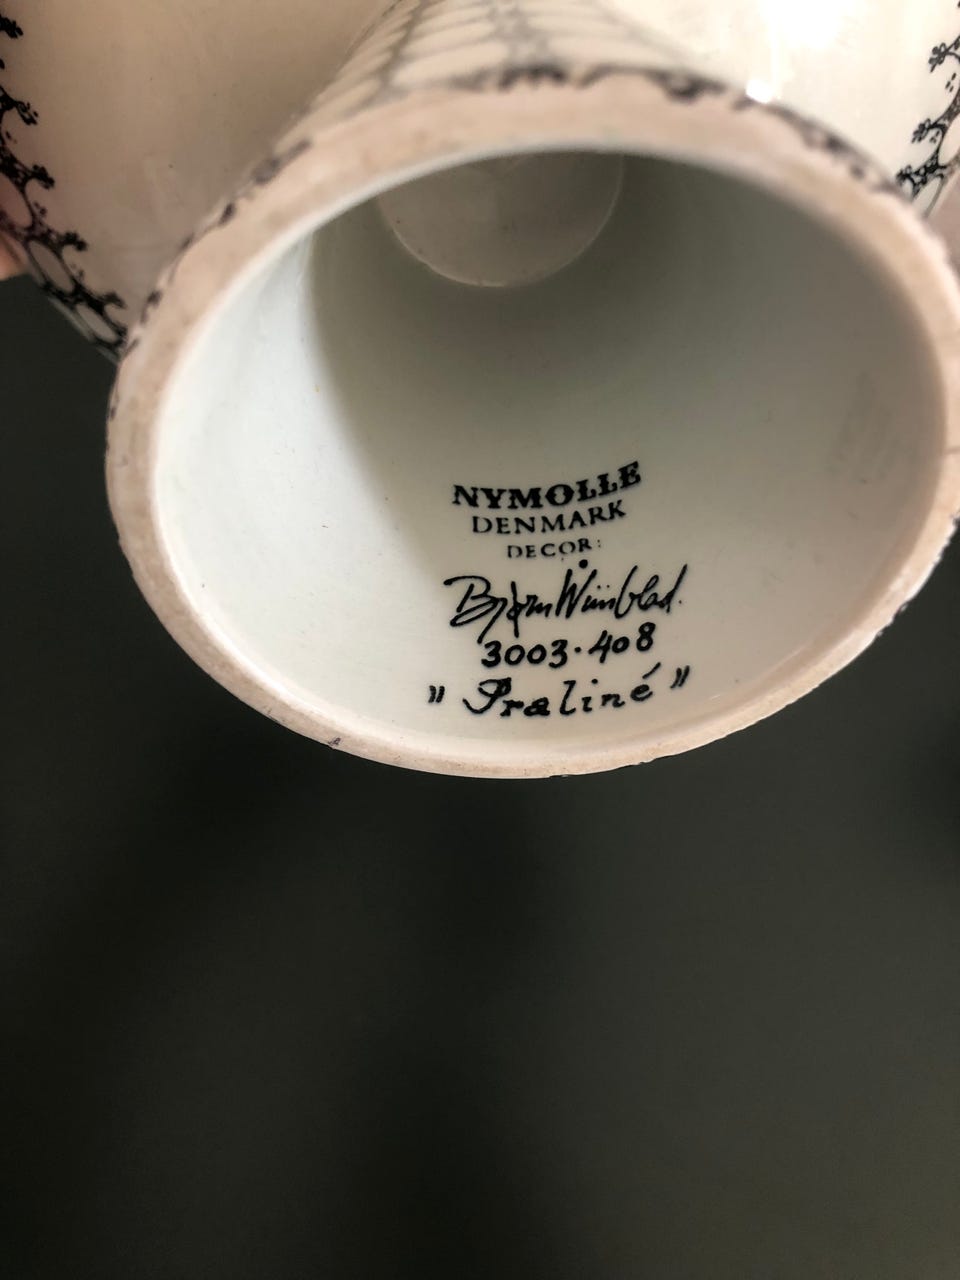 NYMOLLE
DENMARK
DECOR:
Bjørn Wiinblad.
3003·408
"Praliné"